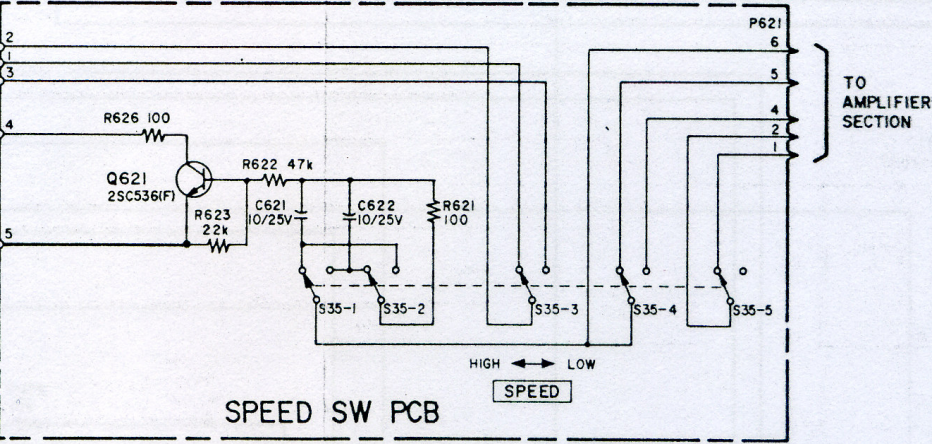 P621
2
6
1
3
5
TO
AMPLIFIER
SECTION
4
R626 100
4
2
1
R622 47k
Q621
2SC536(F)
C621
10/25V
C622
10/25V
R621
100
R623
22k
5
S35-1
S35-2
S35-3
S35-4
S35-5
HIGH
LOW
SPEED
SPEED SW PCB